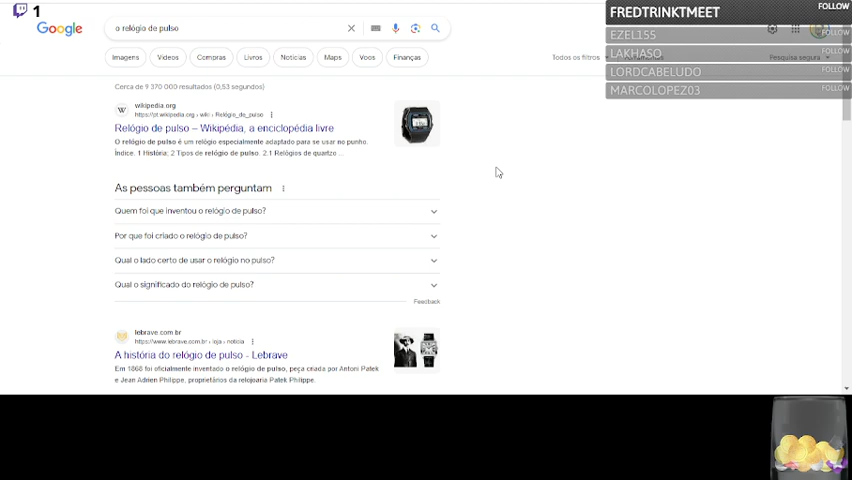 1
FREDTRINKTMEET FOLLOW
EZEL155 FOLLOW
LAKHASO FOLLOW
LORDCABELUDO FOLLOW
MARCOLOPEZ03 FOLLOW
Google
o relógio de pulso
Imagens
Vídeos
Compras
Livros
Notícias
Maps
Voos
Finanças
Todos os filtros
Pesquisa segura
Cerca de 9 370 000 resultados (0,53 segundos)
W
wikipedia.org
https://pt.wikipedia.org › wiki › Relógio_de_pulso
Relógio de pulso – Wikipédia, a enciclopédia livre
O relógio de pulso é um relógio especialmente adaptado para se usar no punho.
Índice. 1 História; 2 Tipos de relógio de pulso. 2.1 Relógios de quartzo ...
As pessoas também perguntam
Quem foi que inventou o relógio de pulso?
Por que foi criado o relógio de pulso?
Qual o lado certo de usar o relógio no pulso?
Qual o significado do relógio de pulso?
Feedback
lebrave.com.br
https://www.lebrave.com.br › loja › noticia
A história do relógio de pulso - Lebrave
Em 1868 foi oficialmente inventado o relógio de pulso, peça criada por Antoni Patek
e Jean Adrien Philippe, proprietários da relojoaria Patek Philippe.